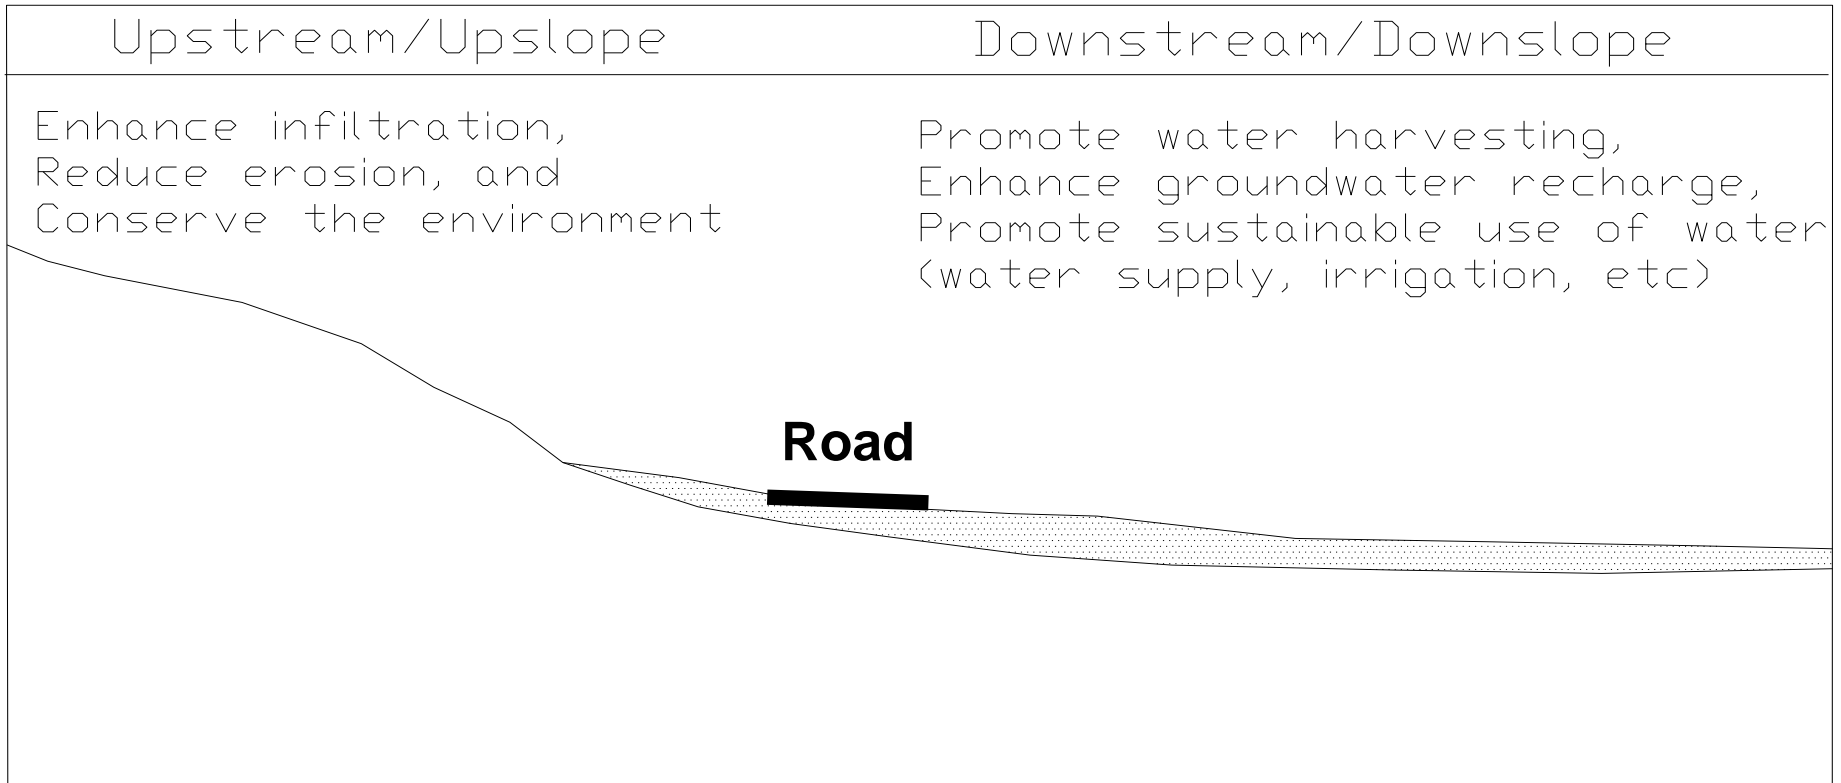 Upstream/Upslope
Downstream/Downslope
Enhance infiltration,
Reduce erosion, and
Conserve the environment
Promote water harvesting,
Enhance groundwater recharge,
Promote sustainable use of water
(water supply, irrigation, etc)
Road